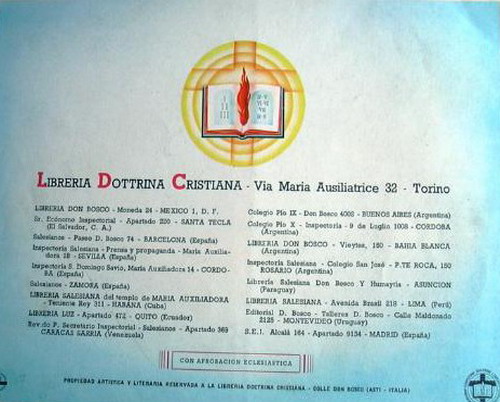 LIBRERIA DOTTRINA CRISTIANA - Via Maria Ausiliatrice 32 - Torino
LIBRERIA DON BOSCO - Moneda 24 - MEXICO 1, D. F.
Sr. Ecónomo Inspectorial - Apartado 230 - SANTA TECLA
(El Salvador, C. A.)
Salesianos - Paseo D. Bosco 74 - BARCELONA (España)
Inspectoría Salesiana - Prensa y propaganda - María Auxilia-
dora 18 - SEVILLA (España)
Inspectoría S. Domingo Savio, María Auxiliadora 14 - CORDO-
BA (España)
Salesianos - ZAMORA (España)
LIBRERIA SALESIANA del templo de MARIA AUXILIADORA
- Teniente Rey 311 - HABANA (Cuba)
LIBRERIA LUZ - Apartado 472 - QUITO (Ecuador)
Rev.do P. Secretario Inspectorial - Salesianos - Apartado 369
CARACAS SARRIA (Venezuela)
Colegio Pío IX - Don Bosco 4002 - BUENOS AIRES (Argentina)
Colegio Pío X - Inspectoria - 9 de Luglio 1008 - CORDOBA
(Argentina)
LIBRERIA DON BOSCO - Vieytes, 150 - BAHIA BLANCA
(Argentina)
Inspectoría Salesiana - Colegio San José - P.TE ROCA, 150
ROSARIO (Argentina)
Librería Salesiana Don Bosco Y Humaytía - ASUNCION
(Paraguay)
LIBRERIA SALESIANA - Avenida Brasil 218 - LIMA (Perú)
Editorial D. Bosco - Talleres D. Bosco - Calle Maldonado
2125 - MONTEVIDEO (Uruguay)
S.E.I. Alcalá 164 - Apartado 9134 - MADRID (España)
CON APROBACION ECLESIASTICA
PROPIEDAD ARTISTICA Y LITERARIA RESERVADA A LA LIBRERIA DOTTRINA CRISTIANA - COLLE DON BOSCO (ASTI - ITALIA)